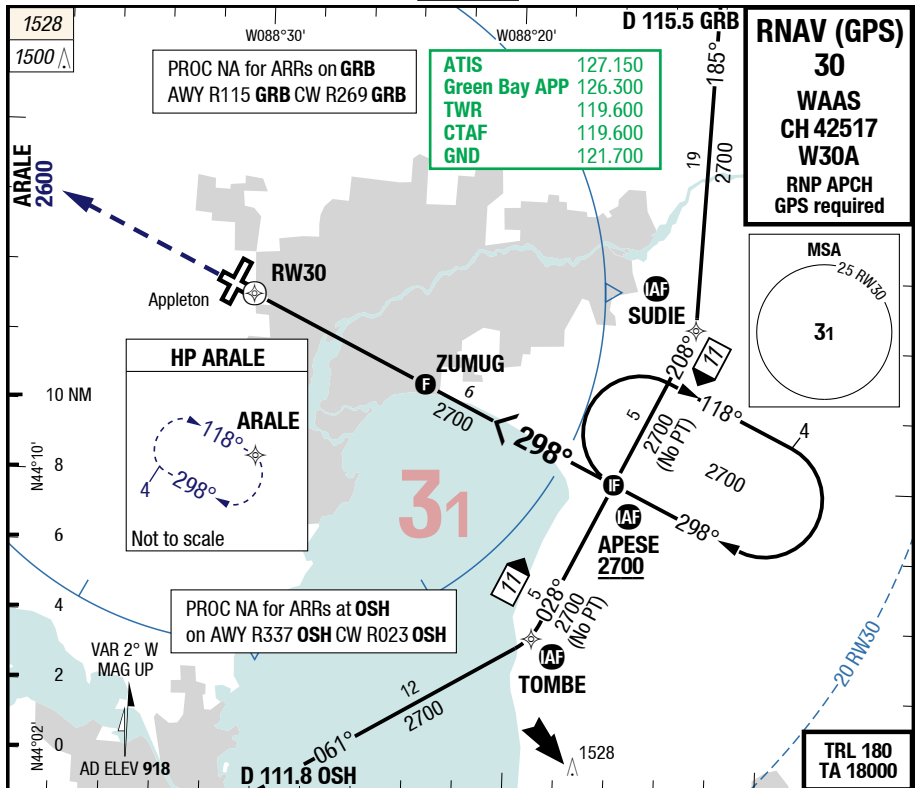 1528
1500
W088°30'
W088°20'
D 115.5 GRB
RNAV (GPS)
30
WAAS
CH 42517
W30A
RNP APCH
GPS required
PROC NA for ARRs on GRB
AWY R115 GRB CW R269 GRB
ATIS 127.150
Green Bay APP 126.300
TWR 119.600
CTAF 119.600
GND 121.700
185°
19
2700
ARALE
2600
MSA
25 RW30
31
RW30
Appleton
IAF
SUDIE
208°
11
HP ARALE
ARALE
118°
298°
4
Not to scale
ZUMUG
F
6
2700
298°
5
2700
(No PT)
118°
4
2700
298°
IF
IAF
APESE
2700
31
10 NM
8
6
4
2
0
N44°10'
N44°02'
11
5
028°
2700
(No PT)
PROC NA for ARRs at OSH
on AWY R337 OSH CW R023 OSH
IAF
TOMBE
VAR 2° W
MAG UP
12
2700
061°
D 111.8 OSH
AD ELEV 918
1528
20 RW30
TRL 180
TA 18000